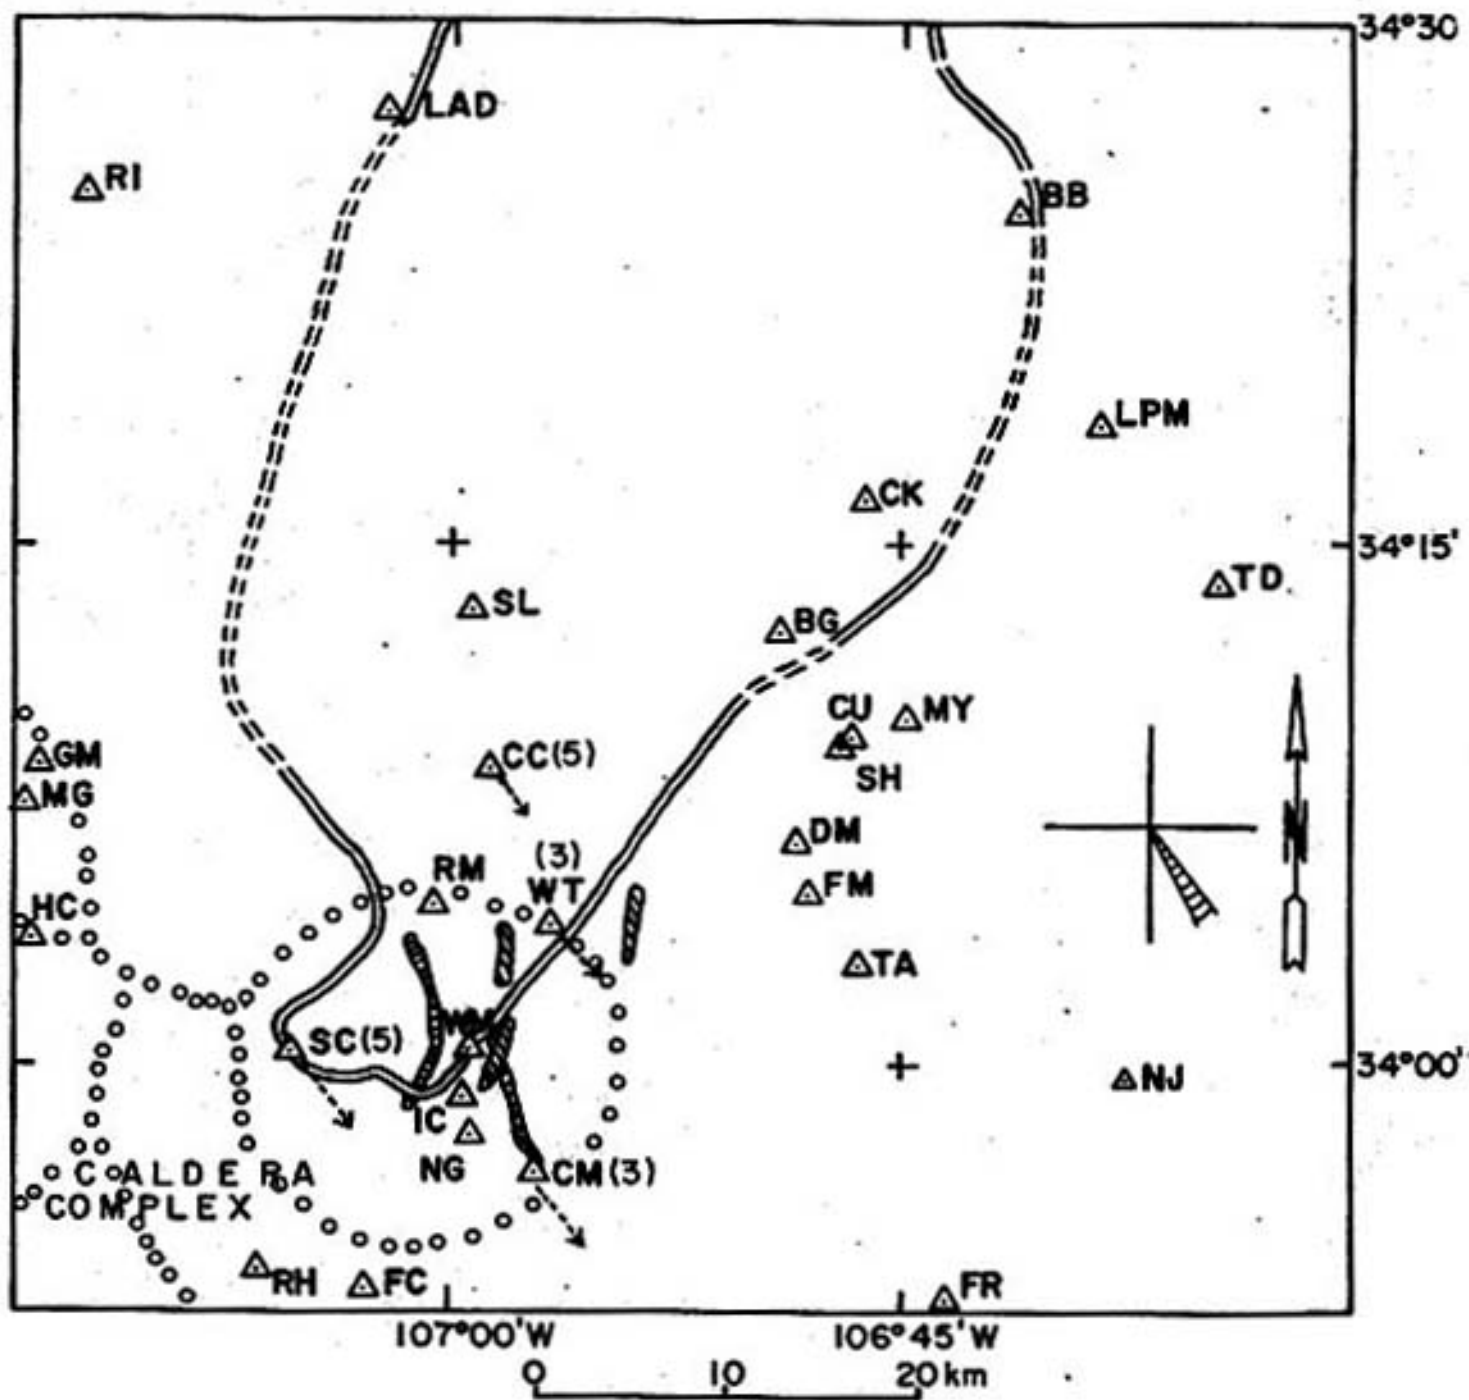 34°30'
LAD
RI
BB
LPM
CK
34°15'
TD
SL
BG
CU
MY
GM
CC(5)
SH
MG
DM
(3)
RM
WT
FM
HC
N
TA
WM
SC(5)
34°00'
NJ
IC
NG
CM(3)
CALDERA
COMPLEX
RH
FC
FR
107°00'W
106°45'W
0 10 20km